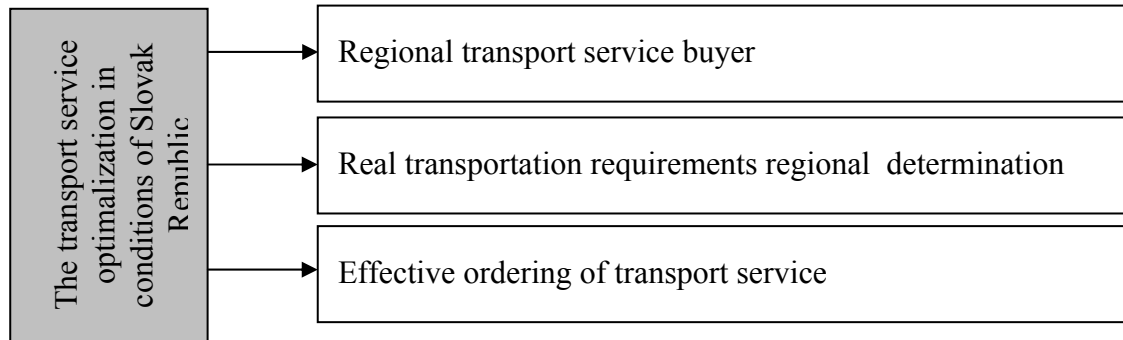 The transport service
optimalization in
conditions of Slovak
Republic
Regional transport service buyer
Real transportation requirements regional  determination
Effective ordering of transport service